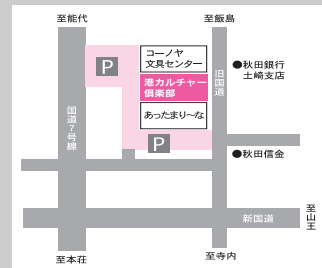 至能代
至飯島
コーノヤ
文具センター
P
●秋田銀行
土崎支店
港カルチャー
倶楽部
旧国道
国道7号線
あったまり〜な
P
●秋田信金
新国道
至山王
至本荘
至寺内